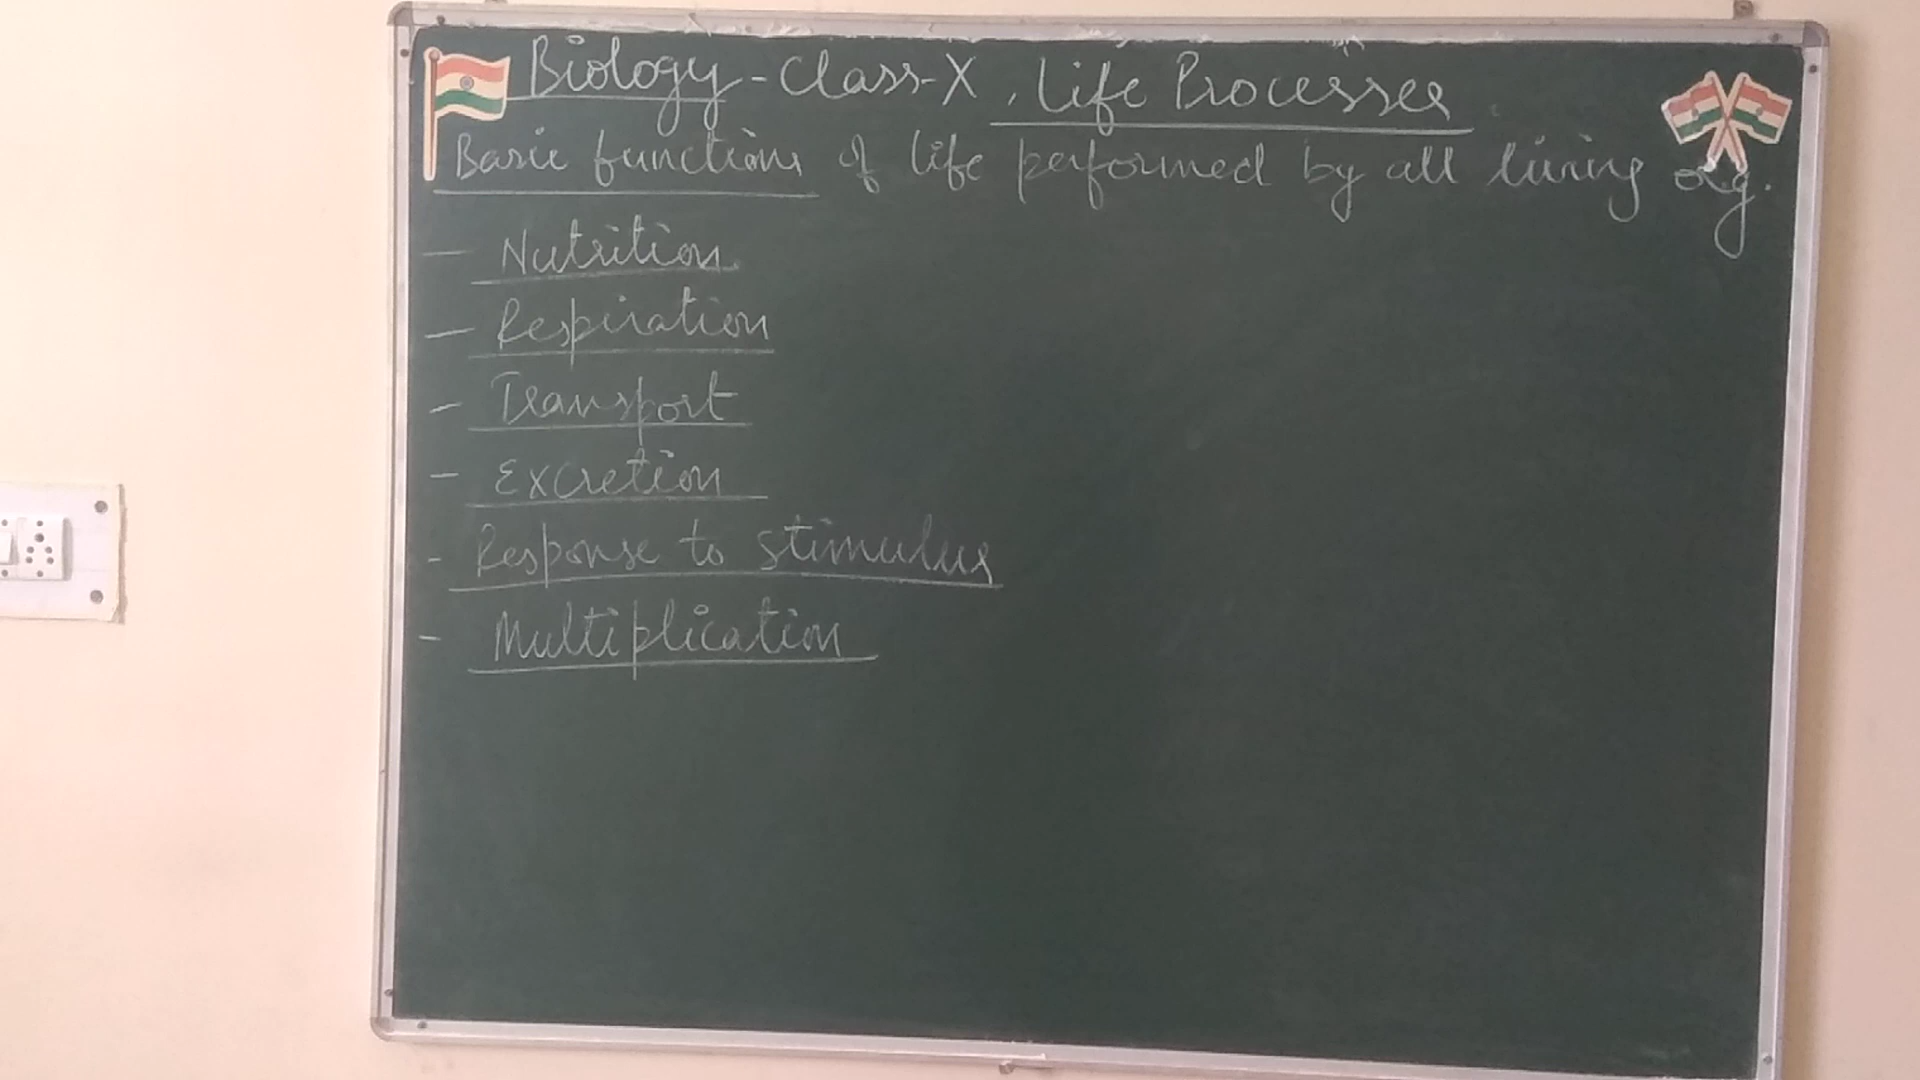 Biology - Class-X, Life Processes
Basic functions of life performed by all living org.
- Nutrition
- Respiration
- Transport
- Excretion
- Response to stimulus
- Multiplication